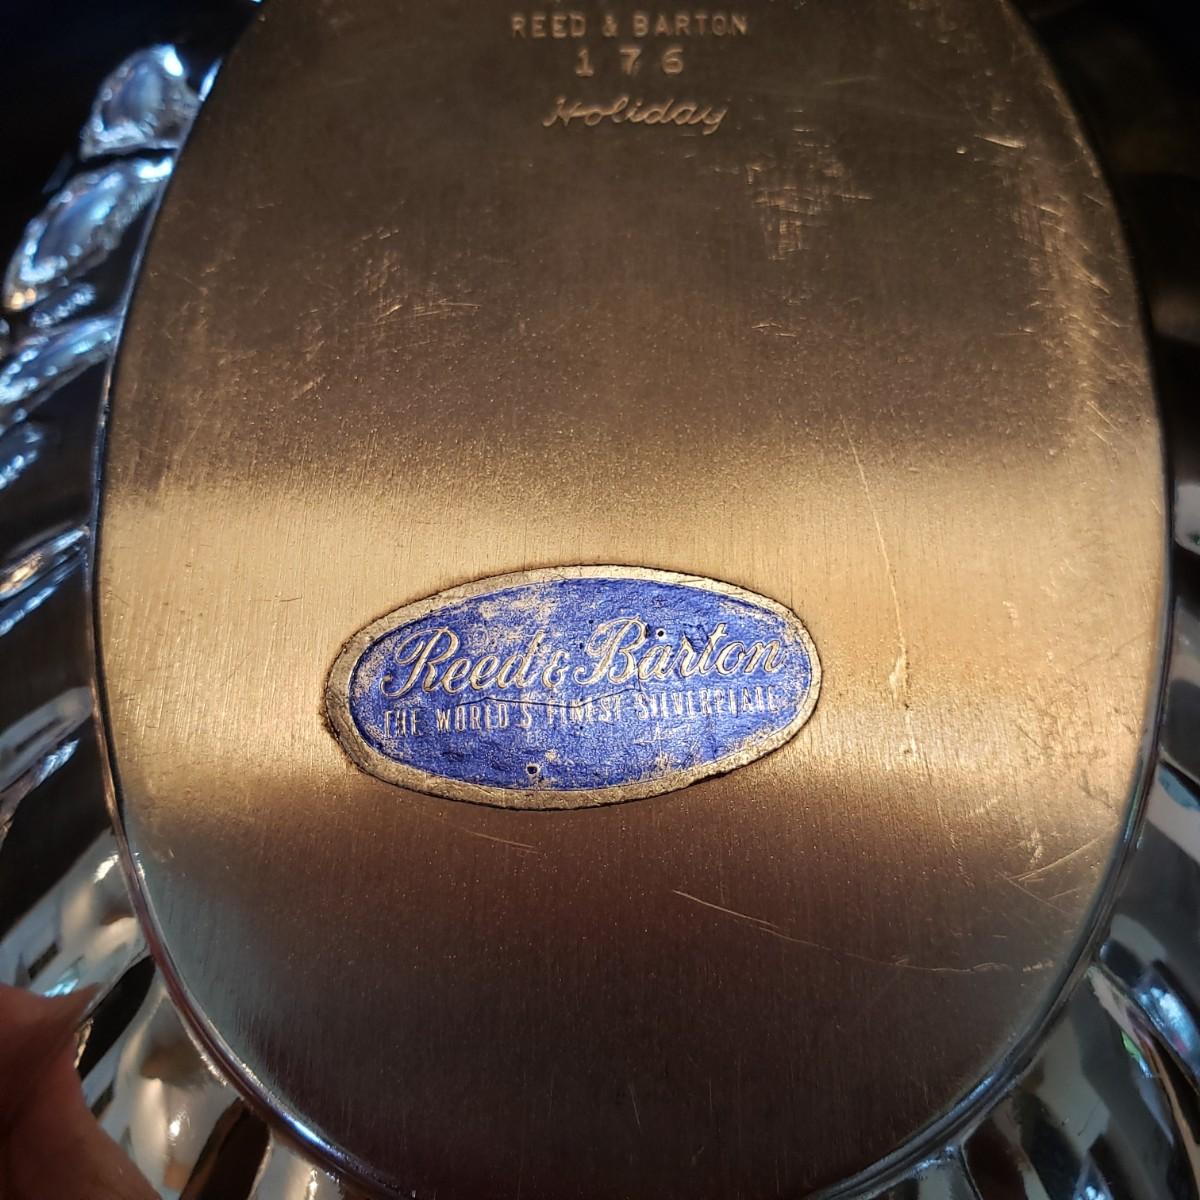 REED & BARTON
176
Holiday
Reed & Barton
THE WORLD'S FINEST SILVERPLATE